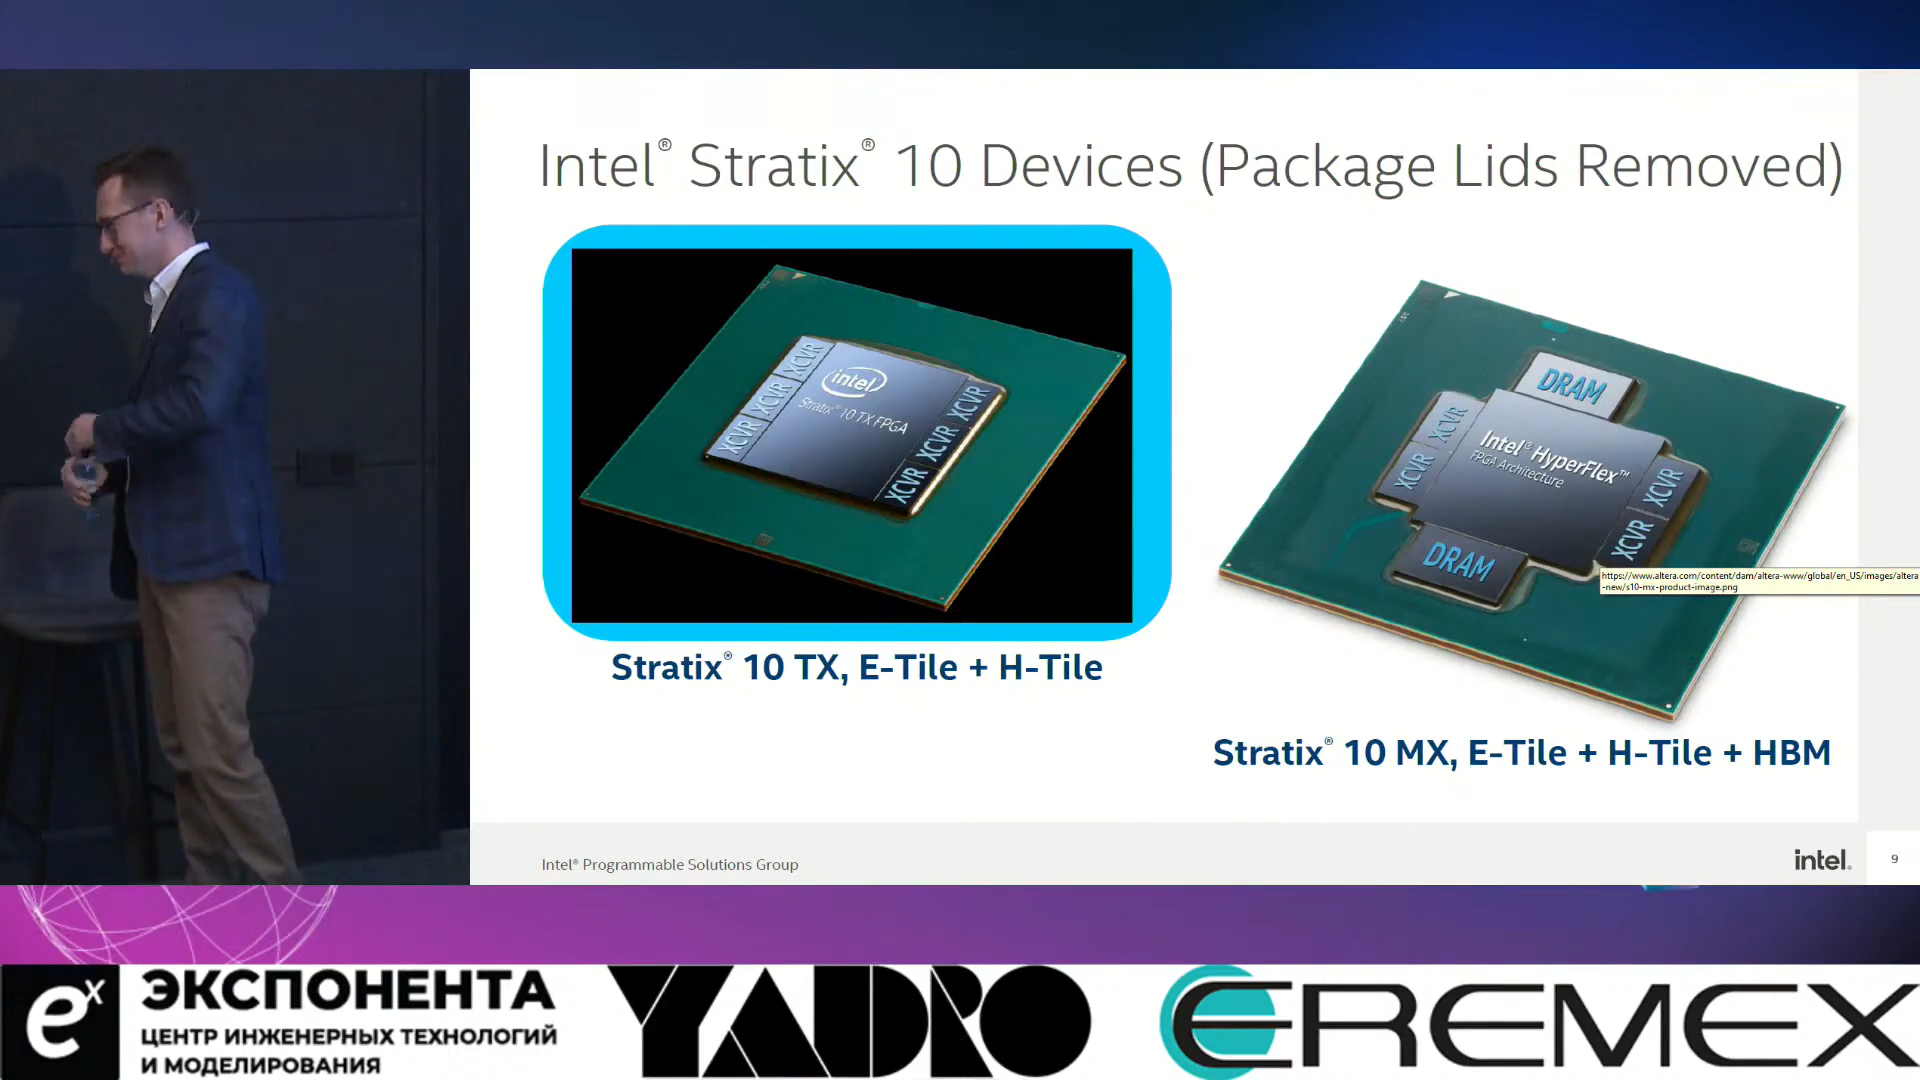 Intel® Stratix® 10 Devices (Package Lids Removed)
XCVR
XCVR
XCVR
intel
Stratix® 10 TX FPGA
XCVR
XCVR
XCVR
Stratix® 10 TX, E-Tile + H-Tile
DRAM
XCVR
XCVR
Intel® HyperFlex™
FPGA Architecture
XCVR
XCVR
DRAM
https://www.altera.com/content/dam/altera-www/global/en_US/images/altera
-new/s10-mx-product-image.png
Stratix® 10 MX, E-Tile + H-Tile + HBM
Intel® Programmable Solutions Group
intel.
9
ex
ЭКСПОНЕНТА
ЦЕНТР ИНЖЕНЕРНЫХ ТЕХНОЛОГИЙ
И МОДЕЛИРОВАНИЯ
YADRO
EREMEX